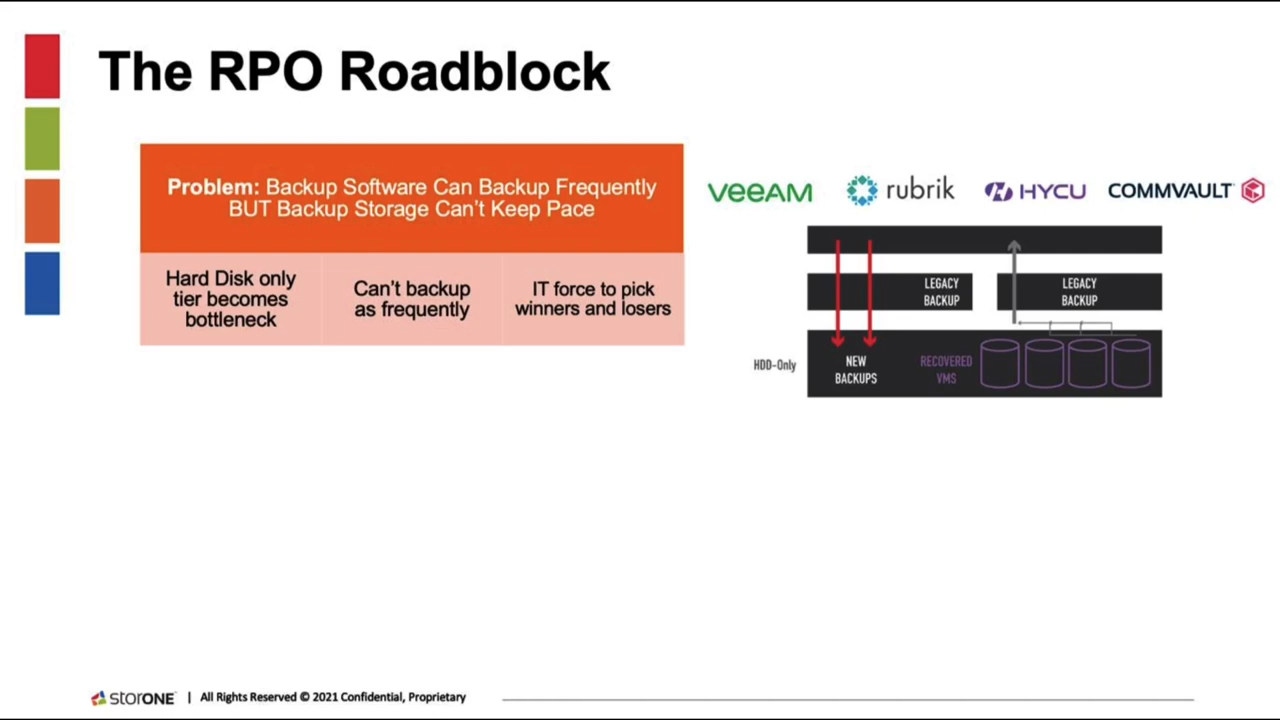 The RPO Roadblock
Problem: Backup Software Can Backup Frequently
BUT Backup Storage Can't Keep Pace
Hard Disk only
tier becomes
bottleneck
Can't backup
as frequently
IT force to pick
winners and losers
veeAM
rubrik
HYCU
COMMVAULT
LEGACY
BACKUP
LEGACY
BACKUP
HDD-Only
NEW
BACKUPS
RECOVERED
VMS
storONE | All Rights Reserved © 2021 Confidential, Proprietary